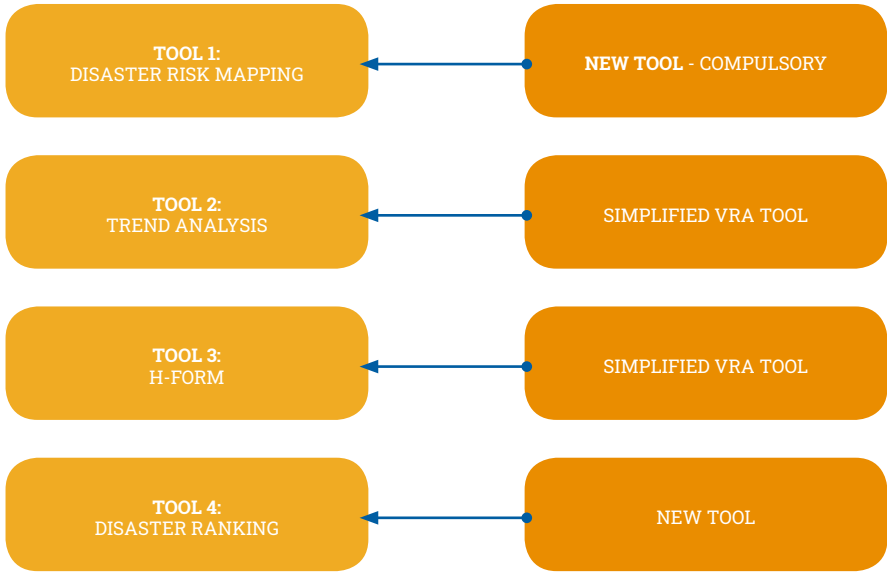 TOOL 1:
DISASTER RISK MAPPING
NEW TOOL - COMPULSORY
TOOL 2:
TREND ANALYSIS
SIMPLIFIED VRA TOOL
TOOL 3:
H-FORM
SIMPLIFIED VRA TOOL
TOOL 4:
DISASTER RANKING
NEW TOOL